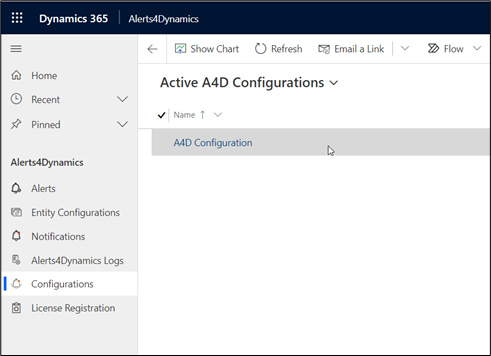 Dynamics 365 Alerts4Dynamics
Show Chart Refresh Email a Link Flow
Home
Recent
Pinned
Alerts4Dynamics
Alerts
Entity Configurations
Notifications
Alerts4Dynamics Logs
Configurations
License Registration
Active A4D Configurations
Name
A4D Configuration